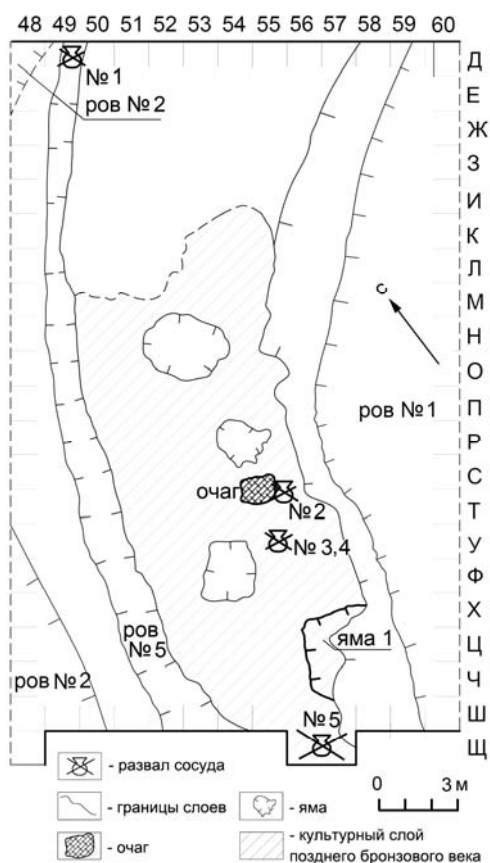 48 49 50 51 52 53 54 55 56 57 58 59 60
Д
№1
ров №2
Е
Ж
З
И
К
Л
с
М
Н
О
П
ров №1
Р
С
очаг
№2
Т
У
№3,4
Ф
Х
яма 1
Ц
ров
№5
ров №2
Ч
№5
Ш
Щ
- развал сосуда
- границы слоев
- яма
0 3 м
- очаг
- культурный слой
позднего бронзового века